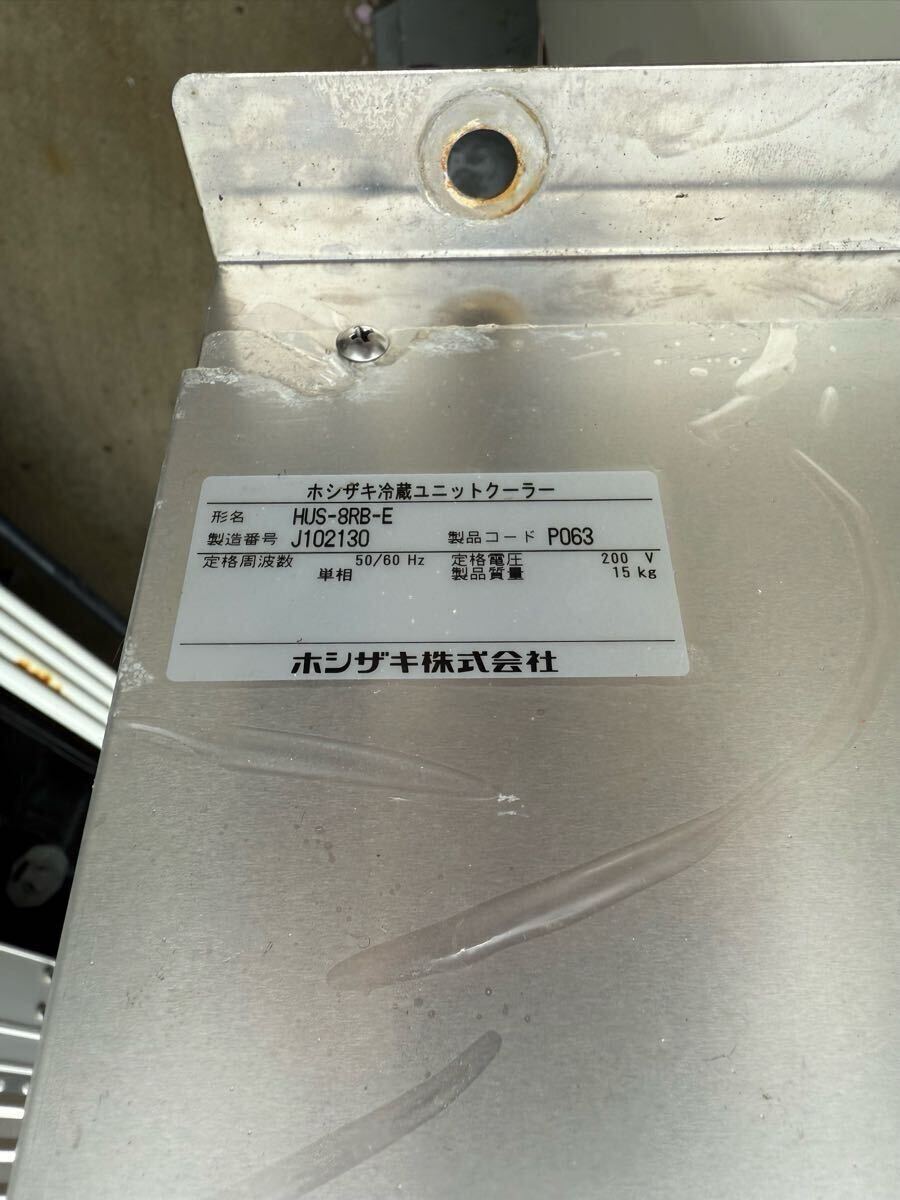 ホシザキ冷蔵ユニットクーラー
形名 HUS-8RB-E
製造番号 J102130 製品コード P063
定格周波数 50/60 Hz 定格電圧 200 V
単相 製品質量 15 kg
ホシザキ株式会社